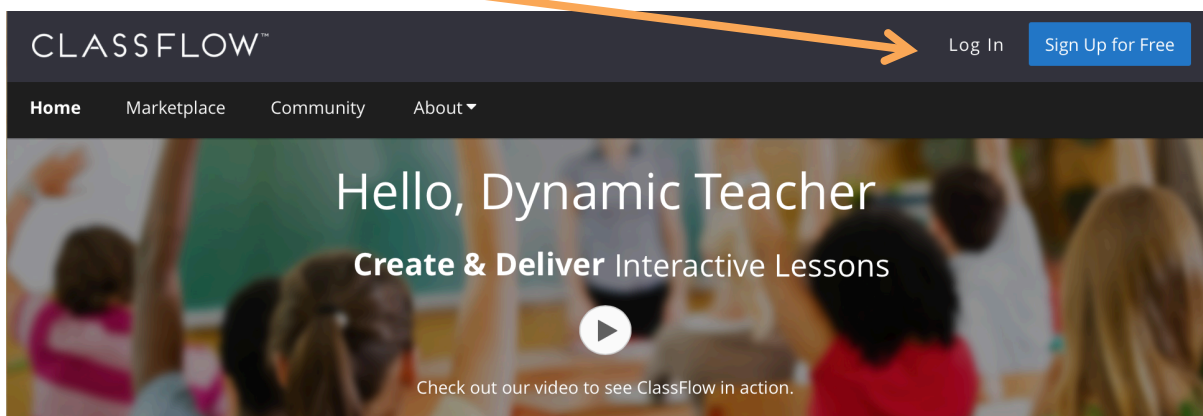 CLASSFLOW™
Log In
Sign Up for Free
Home
Marketplace
Community
About
Hello, Dynamic Teacher
Create & Deliver Interactive Lessons
Check out our video to see ClassFlow in action.